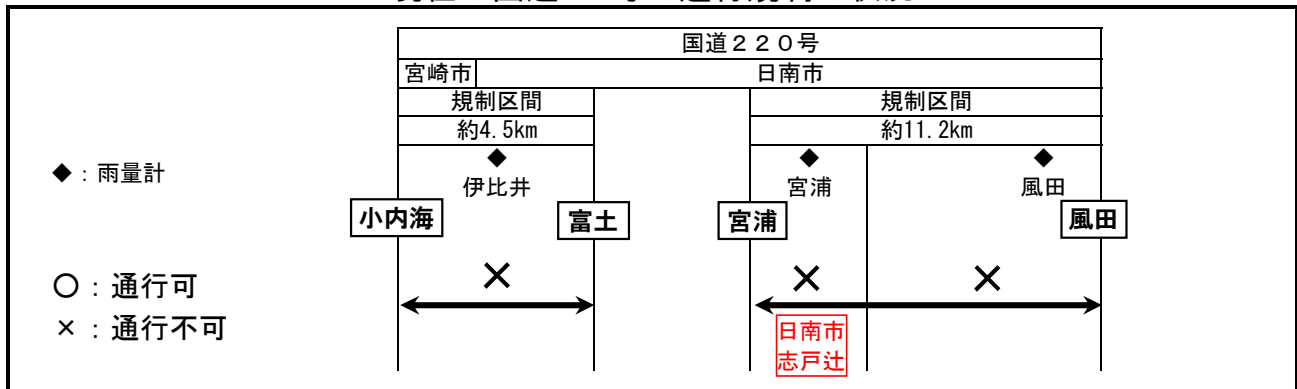 国道２２０号
宮崎市 日南市
規制区間 規制区間
約4.5km 約11.2km
◆ ◆ ◆
◆：雨量計
伊比井 宮浦 風田
小内海 富土 宮浦 風田
× × ×
○：通行可
×：通行不可
日南市
志戸辻